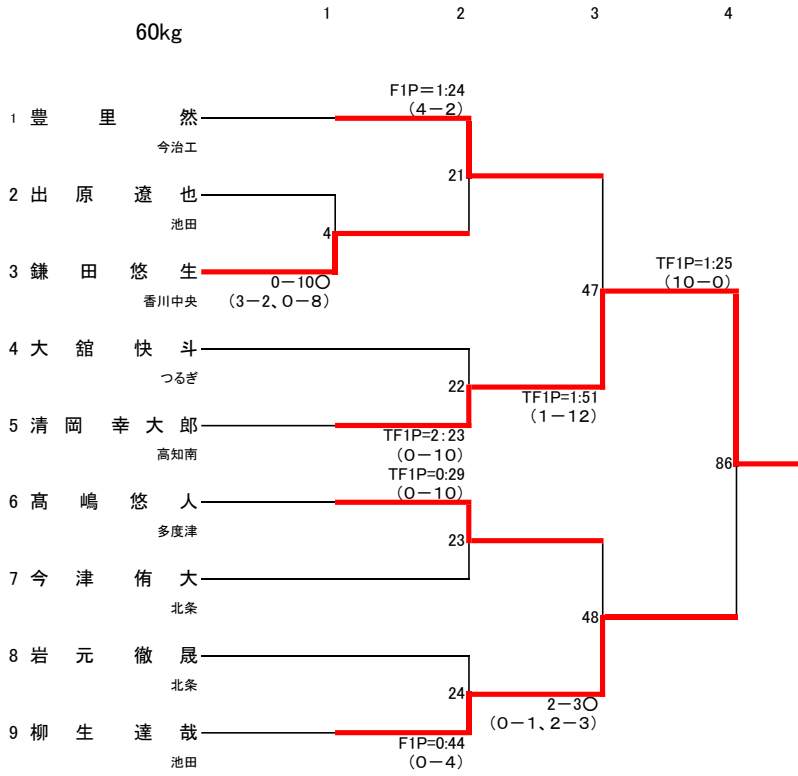 1 2 3 4
60kg
F1P=1:24
(4-2)
1 豊里然
今治工
21
2 出原遼也
池田
4
3 鎌田悠生
香川中央
0-10○
(3-2、0-8)
47
TF1P=1:25
(10-0)
4 大舘快斗
つるぎ
22
TF1P=1:51
(1-12)
5 清岡幸大郎
高知南
TF1P=2:23
(0-10)
86
TF1P=0:29
(0-10)
6 髙嶋悠人
多度津
23
7 今津侑大
北条
48
8 岩元徹晟
北条
24
2-3○
(0-1、2-3)
9 柳生達哉
池田
F1P=0:44
(0-4)